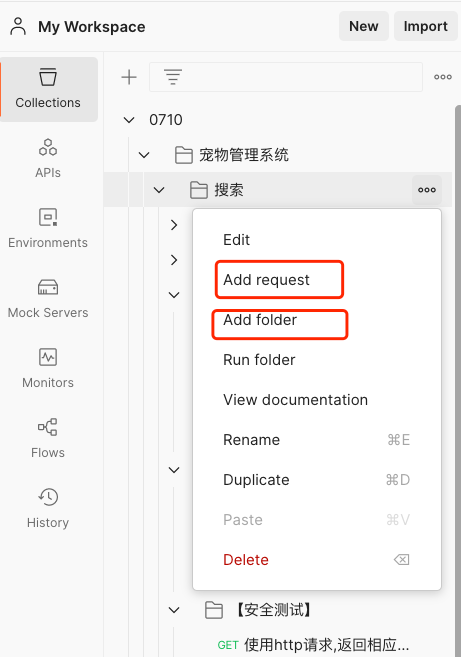 My Workspace
New
Import
Collections
APIs
Environments
Mock Servers
Monitors
Flows
History
0710
宠物管理系统
搜索
Edit
Add request
Add folder
Run folder
View documentation
Rename ⌘E
Duplicate ⌘D
Paste ⌘V
Delete
【安全测试】
GET 使用http请求,返回相应...